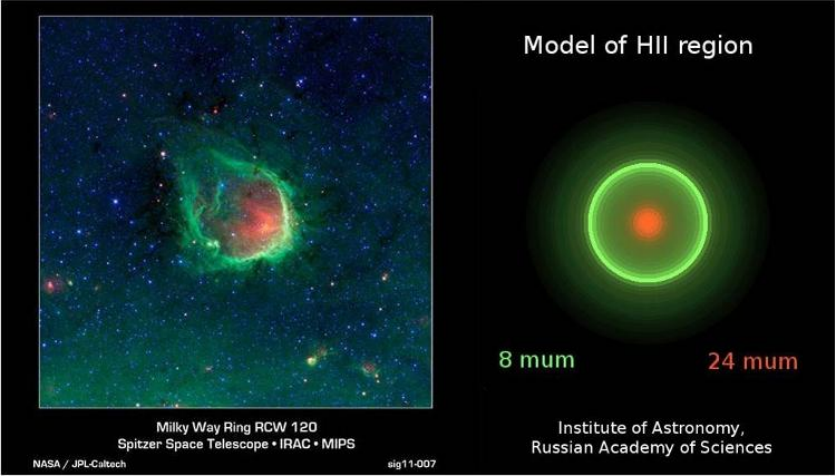 Milky Way Ring RCW 120
Spitzer Space Telescope • IRAC • MIPS
NASA / JPL-Caltech
sig11-007
Model of HII region
8 mum
24 mum
Institute of Astronomy,
Russian Academy of Sciences